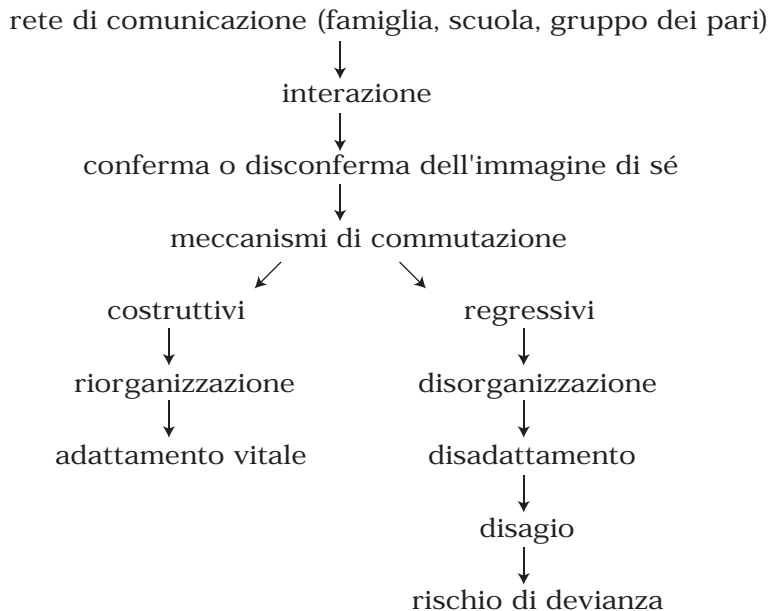 rete di comunicazione (famiglia, scuola, gruppo dei pari)
interazione
conferma o disconferma dell'immagine di sé
meccanismi di commutazione
costruttivi
regressivi
riorganizzazione
disorganizzazione
adattamento vitale
disadattamento
disagio
rischio di devianza